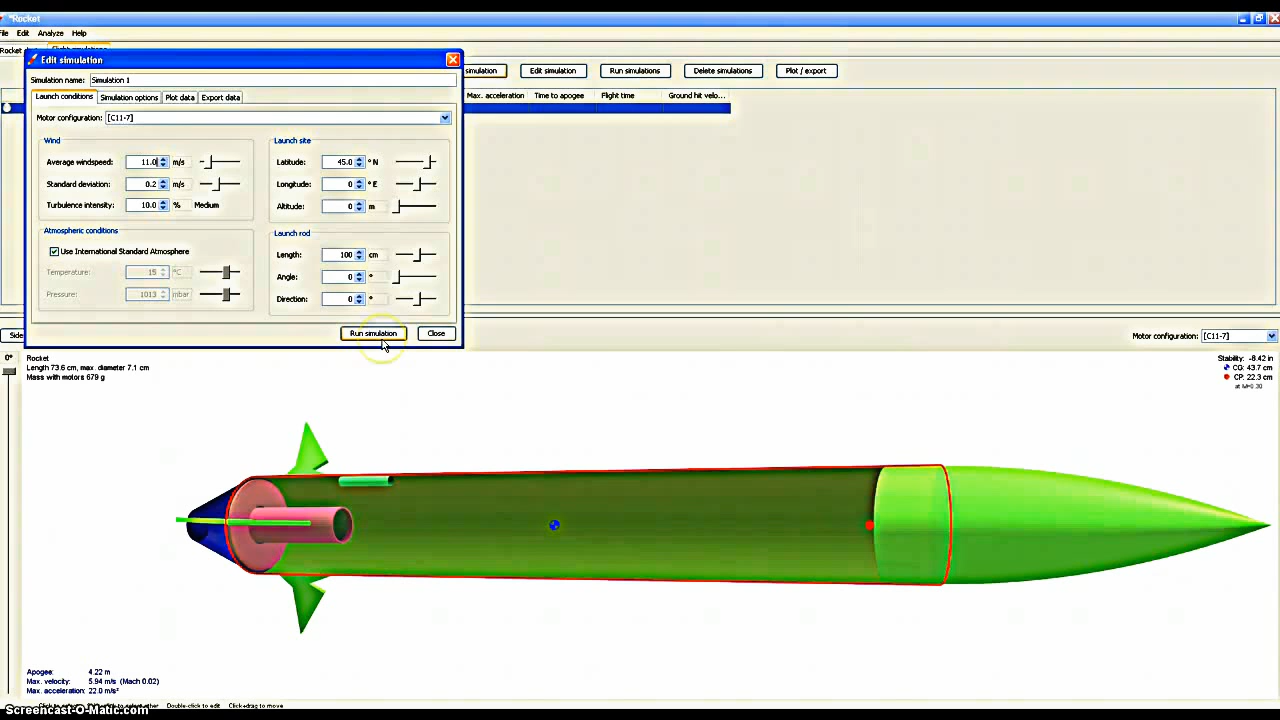 *Rocket
File Edit Analyze Help
Edit simulation
Edit simulation Run simulations Delete simulations Plot / export
Simulation name: Simulation 1
Max. acceleration Time to apogee Flight time Ground hit velo...
Launch conditions Simulation options Plot data Export data
Motor configuration: [C11-7]
Wind
Average windspeed: 11.0 m/s
Standard deviation: 0.2 m/s
Turbulence intensity: 10.0 % Medium
Atmospheric conditions
Use International Standard Atmosphere
Temperature: 15 °C
Pressure: 1013 mbar
Launch site
Latitude: 45.0 ° N
Longitude: 0 ° E
Altitude: 0 m
Launch rod
Length: 100 cm
Angle: 0 °
Direction: 0 °
Run simulation Close
Motor configuration: [C11-7]
0°
Rocket
Length 73.6 cm, max. diameter 7.1 cm
Mass with motors 679 g
Stability: -8.42 in
CG: 43.7 cm
CP: 22.3 cm
at M=0.30
Apogee: 4.22 m
Max. velocity: 5.94 m/s (Mach 0.02)
Max. acceleration: 22.0 m/s²
Double-click to edit Click+drag to move
Screencast-O-Matic.com